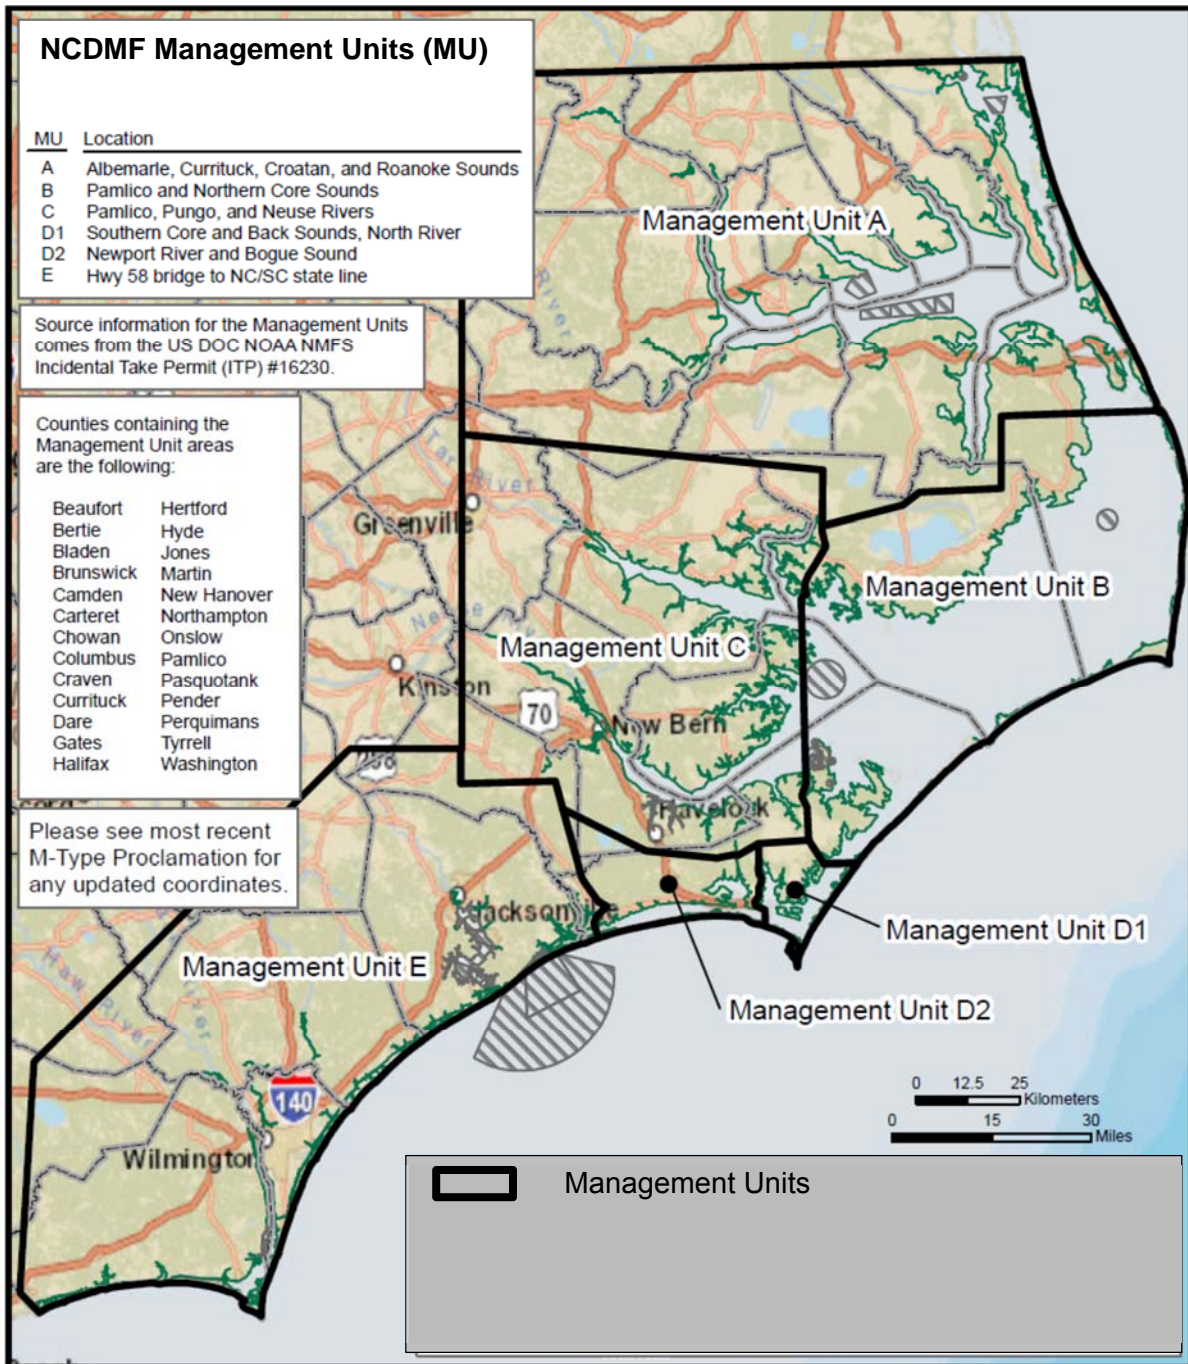 NCDMF Management Units (MU)
MU Location
A Albemarle, Currituck, Croatan, and Roanoke Sounds
B Pamlico and Northern Core Sounds
C Pamlico, Pungo, and Neuse Rivers
D1 Southern Core and Back Sounds, North River
D2 Newport River and Bogue Sound
E Hwy 58 bridge to NC/SC state line
Source information for the Management Units
comes from the US DOC NOAA NMFS
Incidental Take Permit (ITP) #16230.
Counties containing the
Management Unit areas
are the following:
Beaufort Hertford
Bertie Hyde
Bladen Jones
Brunswick Martin
Camden New Hanover
Carteret Northampton
Chowan Onslow
Columbus Pamlico
Craven Pasquotank
Currituck Pender
Dare Perquimans
Gates Tyrrell
Halifax Washington
Please see most recent
M-Type Proclamation for
any updated coordinates.
Management Unit A
River
Tar River
Greenville
Management Unit B
Neuse
Management Unit C
Kinston
70
New Bern
Havelock
Jacksonville
Management Unit D1
Management Unit E
Haw River
River
Management Unit D2
140
Wilmington
0 12.5 25
Kilometers
0 15 30
Miles
Management Units